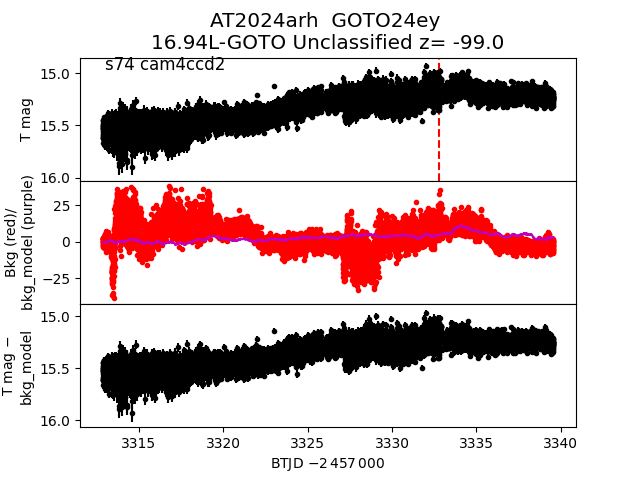 AT2024arh  GOTO24ey
16.94L-GOTO Unclassified z= -99.0
s74 cam4ccd2
15.0
15.5
16.0
T mag
25
0
−25
Bkg (red)/
bkg_model (purple)
15.0
15.5
16.0
T mag −
bkg_model
3315 3320 3325 3330 3335 3340
BTJD −2 457 000